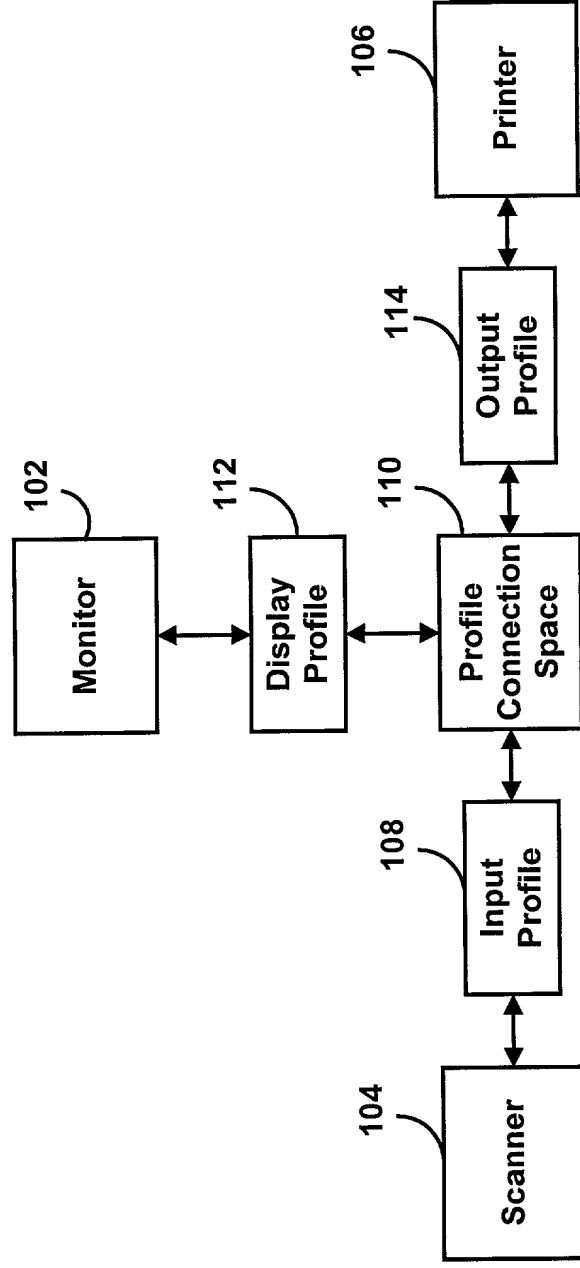 102
Monitor
112
Display
Profile
104
Scanner
108
Input
Profile
110
Profile
Connection
Space
114
Output
Profile
106
Printer